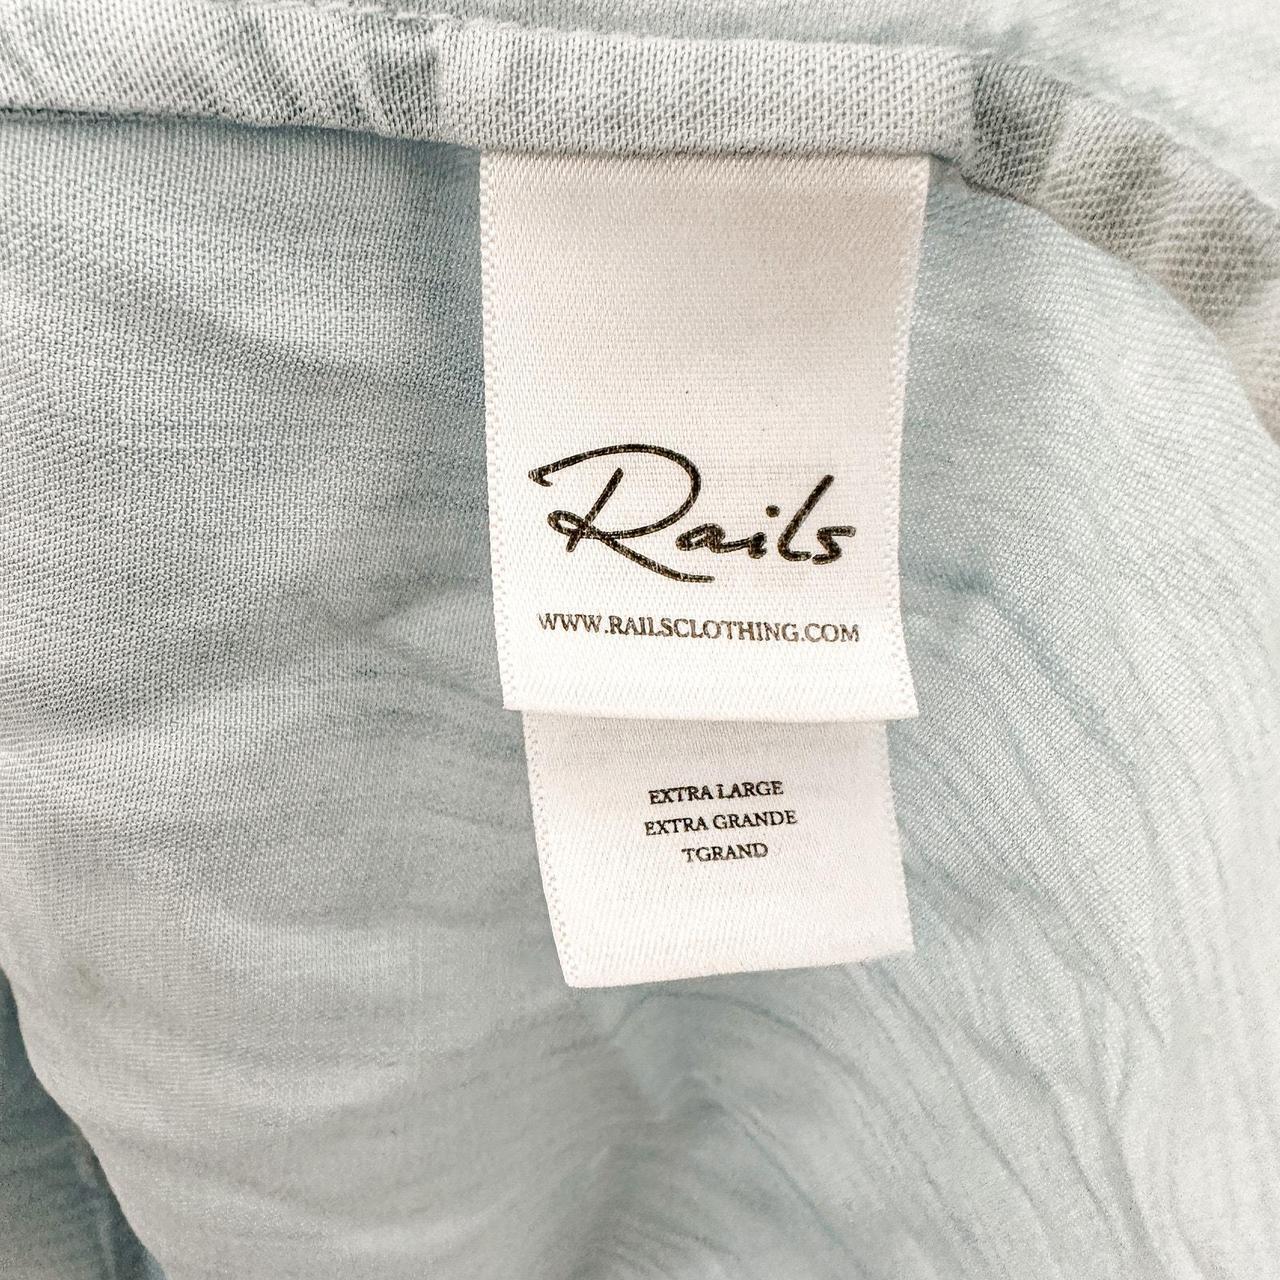 Rails
WWW.RAILSCLOTHING.COM
EXTRA LARGE
EXTRA GRANDE
TGRAND